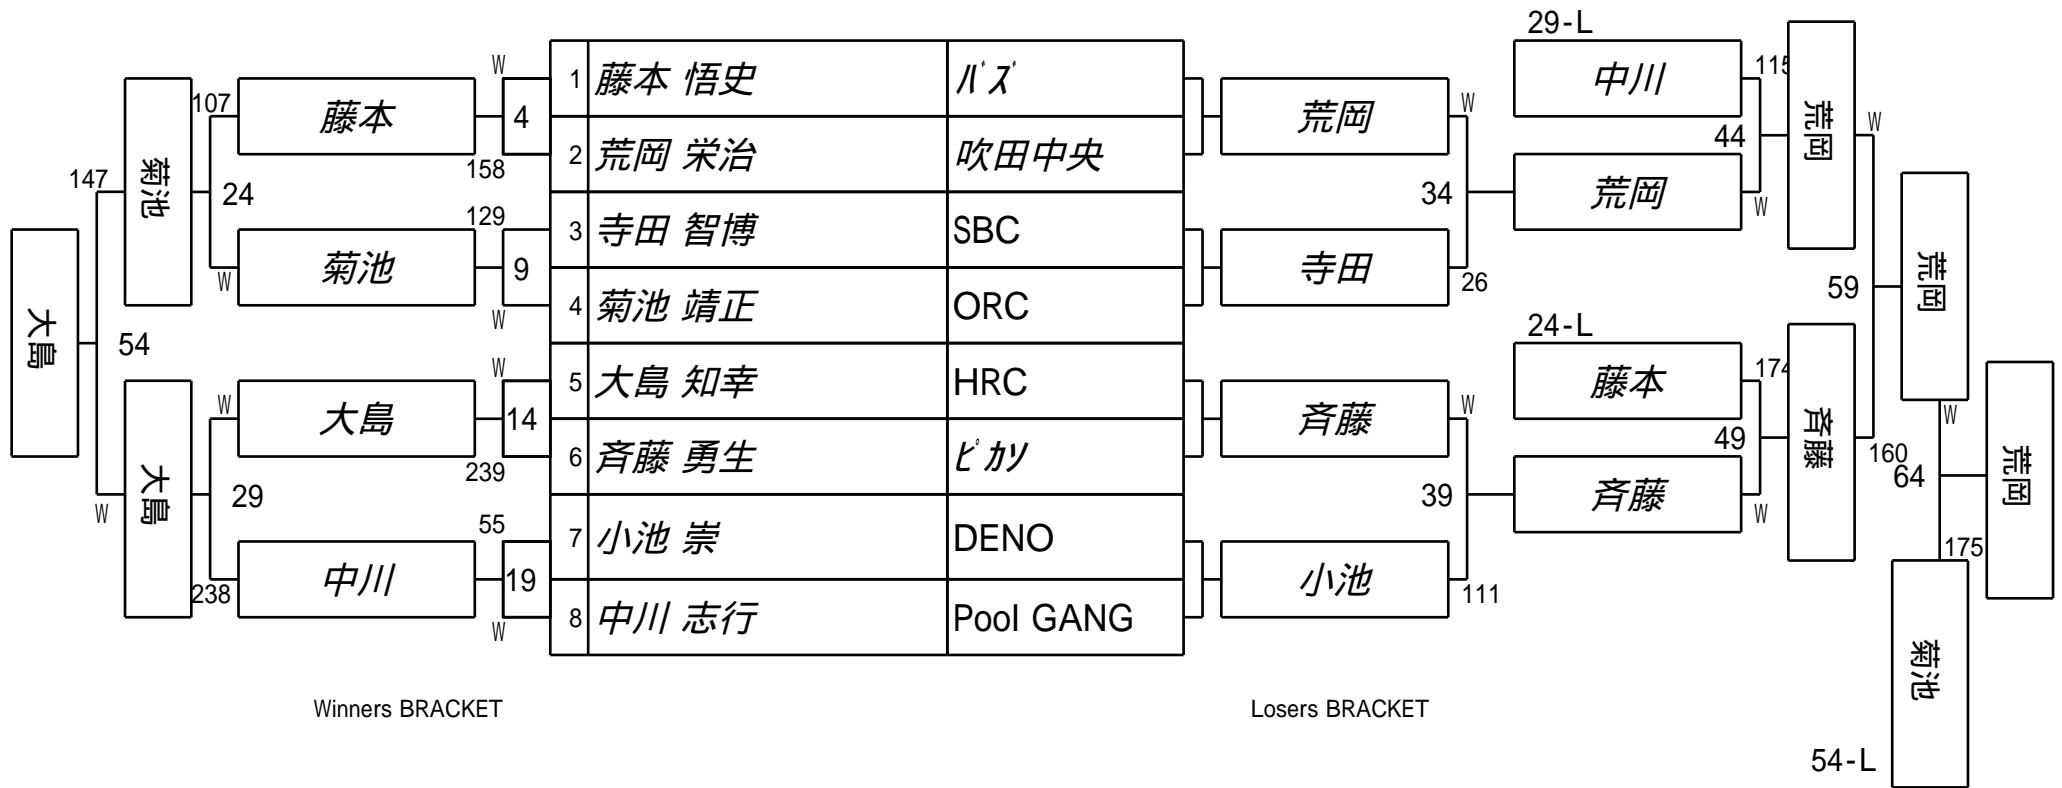 29-L
W
1 藤本 悟史 バズ
中川
115
107
藤本
4
荒岡
W
荒岡
W
2 荒岡 栄治 吹田中央
158
44
147
菊池
24
34
荒岡
W
129
3 寺田 智博 SBC
菊池
W
9
寺田
26
荒岡
4 菊池 靖正 ORC
W
59
大島
54
24-L
W
5 大島 知幸 HRC
藤本
174
W
大島
14
斉藤
W
斉藤
W
6 斉藤 勇生 ピカソ
239
49
160
64
荒岡
大島
W
29
39
斉藤
W
55
7 小池 崇 DENO
175
238
中川
19
小池
111
8 中川 志行 Pool GANG
W
菊池
Winners BRACKET
Losers BRACKET
54-L